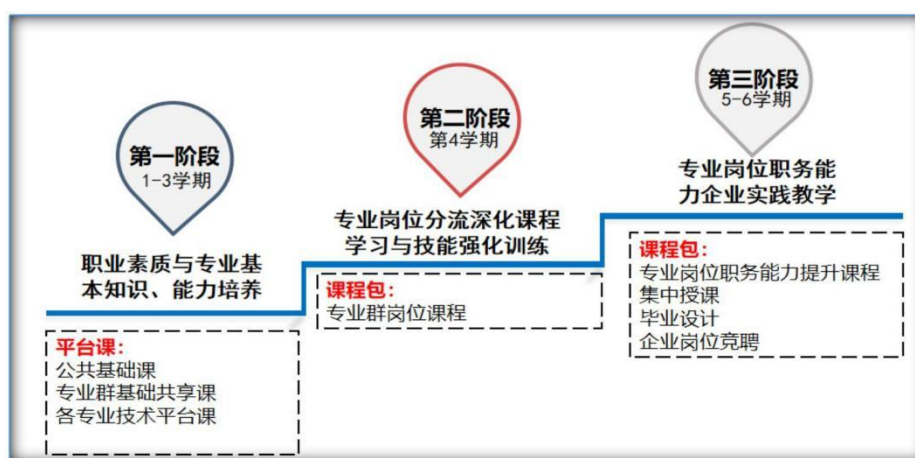 第一阶段
1-3学期
职业素质与专业基
本知识、能力培养
平台课：
公共基础课
专业群基础共享课
各专业技术平台课
第二阶段
第4学期
专业岗位分流深化课程
学习与技能强化训练
课程包：
专业群岗位课程
第三阶段
5-6学期
专业岗位职务能
力企业实践教学
课程包：
专业岗位职务能力提升课程
集中授课
毕业设计
企业岗位竞聘